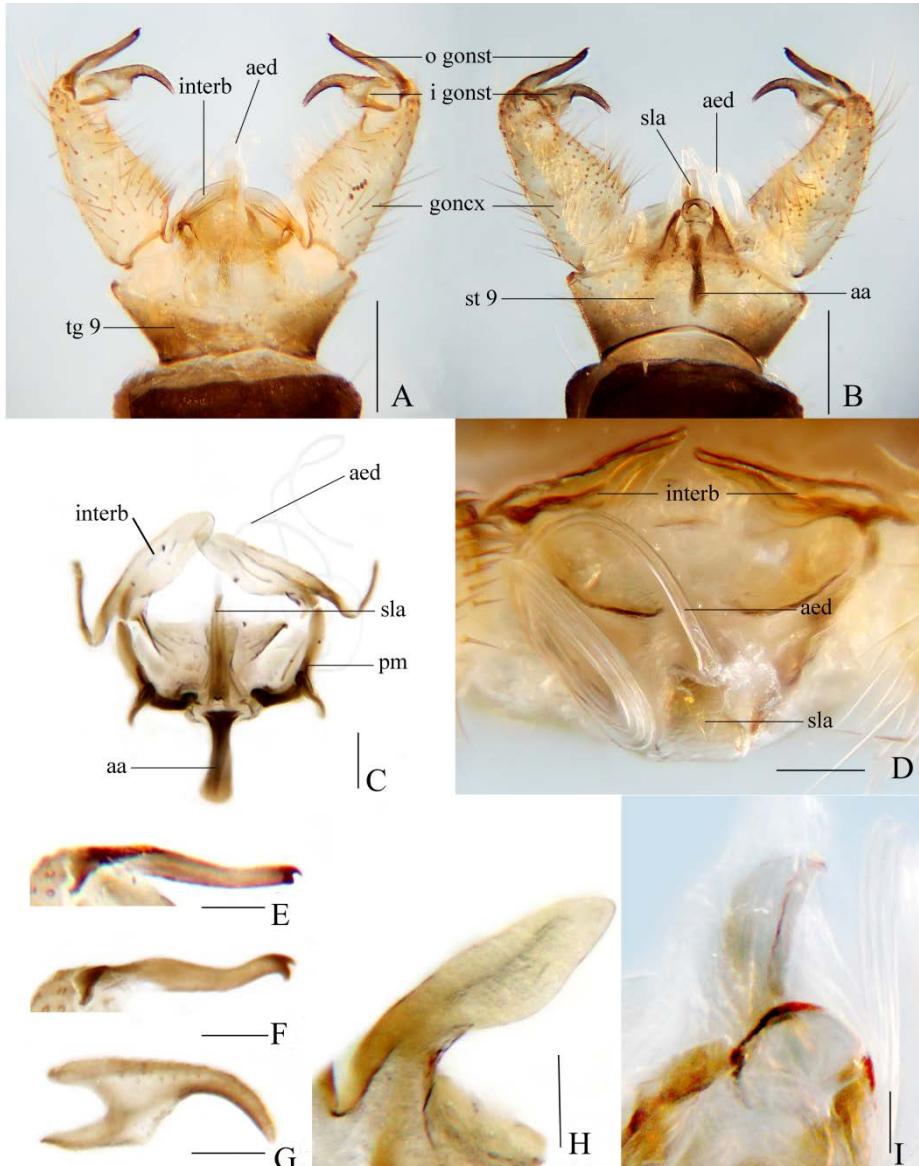 o gonst
aed
interb
i gonst
aed
sla
goncx
tg 9
st 9
aa
A
B
aed
interb
sla
pm
aa
C
interb
aed
sla
D
E
F
G
H
I